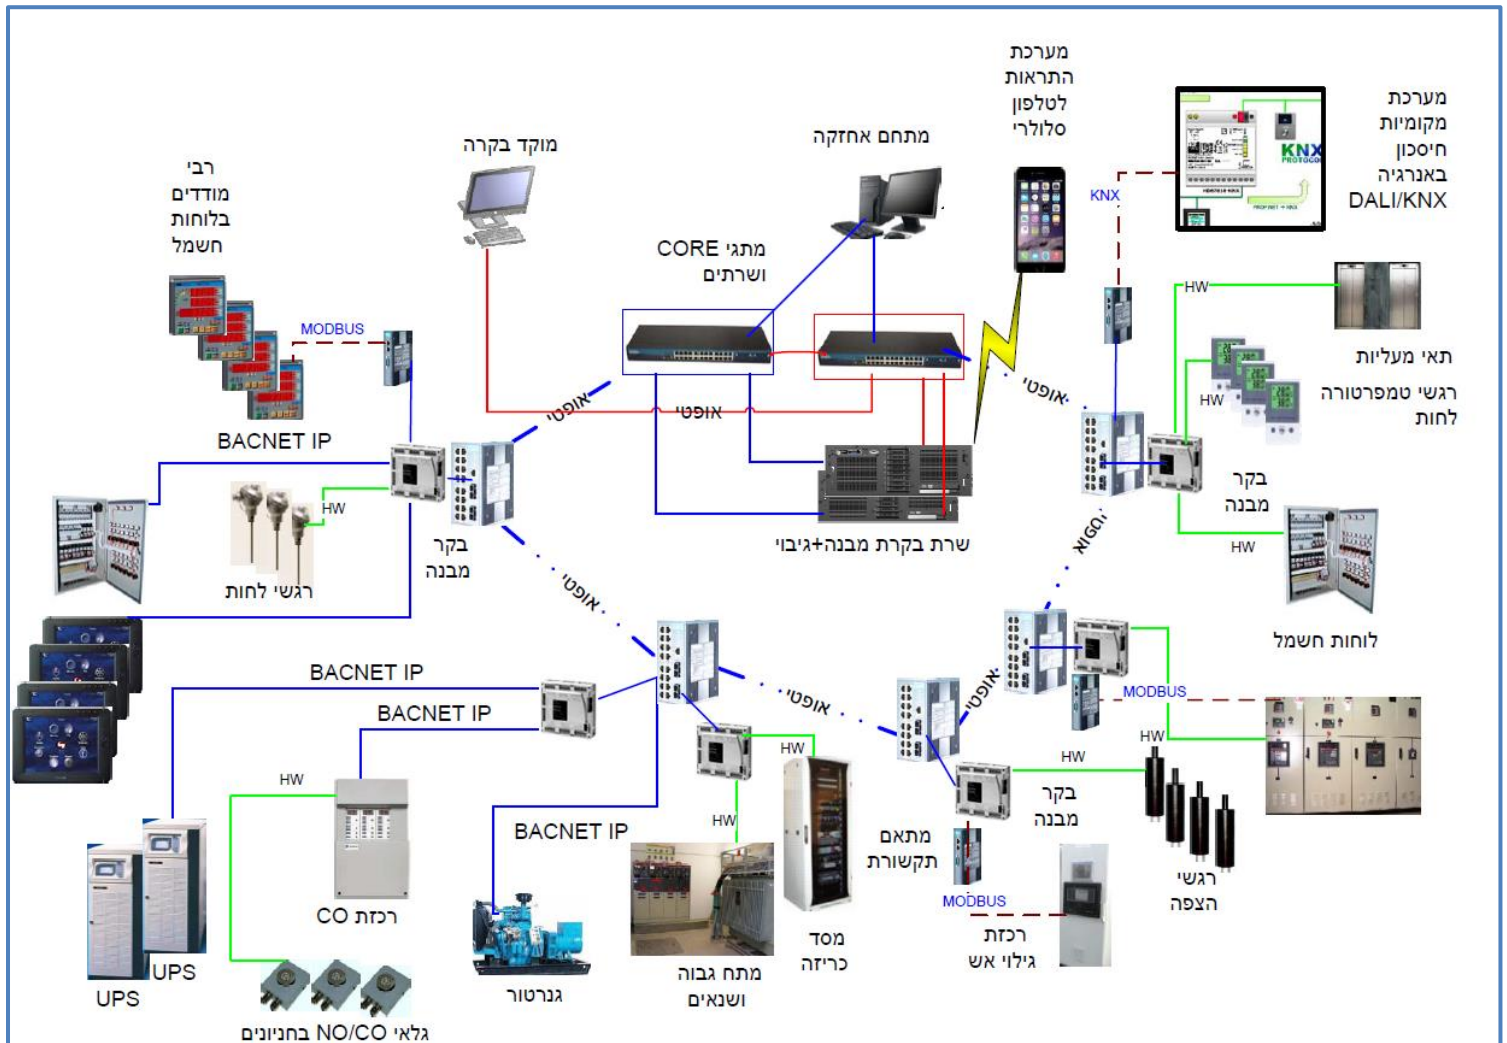 מערכת
התראות
לטלפון
סלולרי
מערכת
מקומיות
חיסכון
באנרגיה
DALI/KNX
KNX
PROTOCOL
מתחם אחזקה
מוקד בקרה
רבי
מודדים
בלוחות
חשמל
KNX
מתגי CORE
ושרתים
HW
MODBUS
תאי מעליות
רגשי טמפרטורה
לחות
HW
אופטי
אופטי
אופטי
BACNET IP
HW
בקר
מבנה
בקר
מבנה
שרת בקרת מבנה+גיבוי
אופטי
HW
רגשי לחות
אופטי
לוחות חשמל
BACNET IP
אופטי
אופטי
MODBUS
BACNET IP
HW
HW
HW
בקר
מבנה
HW
BACNET IP
מתאם
תקשורת
רגשי
הצפה
רכזת CO
MODBUS
מסד
כריזה
רכזת
גילוי אש
UPS
UPS
גנרטור
מתח גבוה
ושנאים
גלאי NO/CO בחניונים